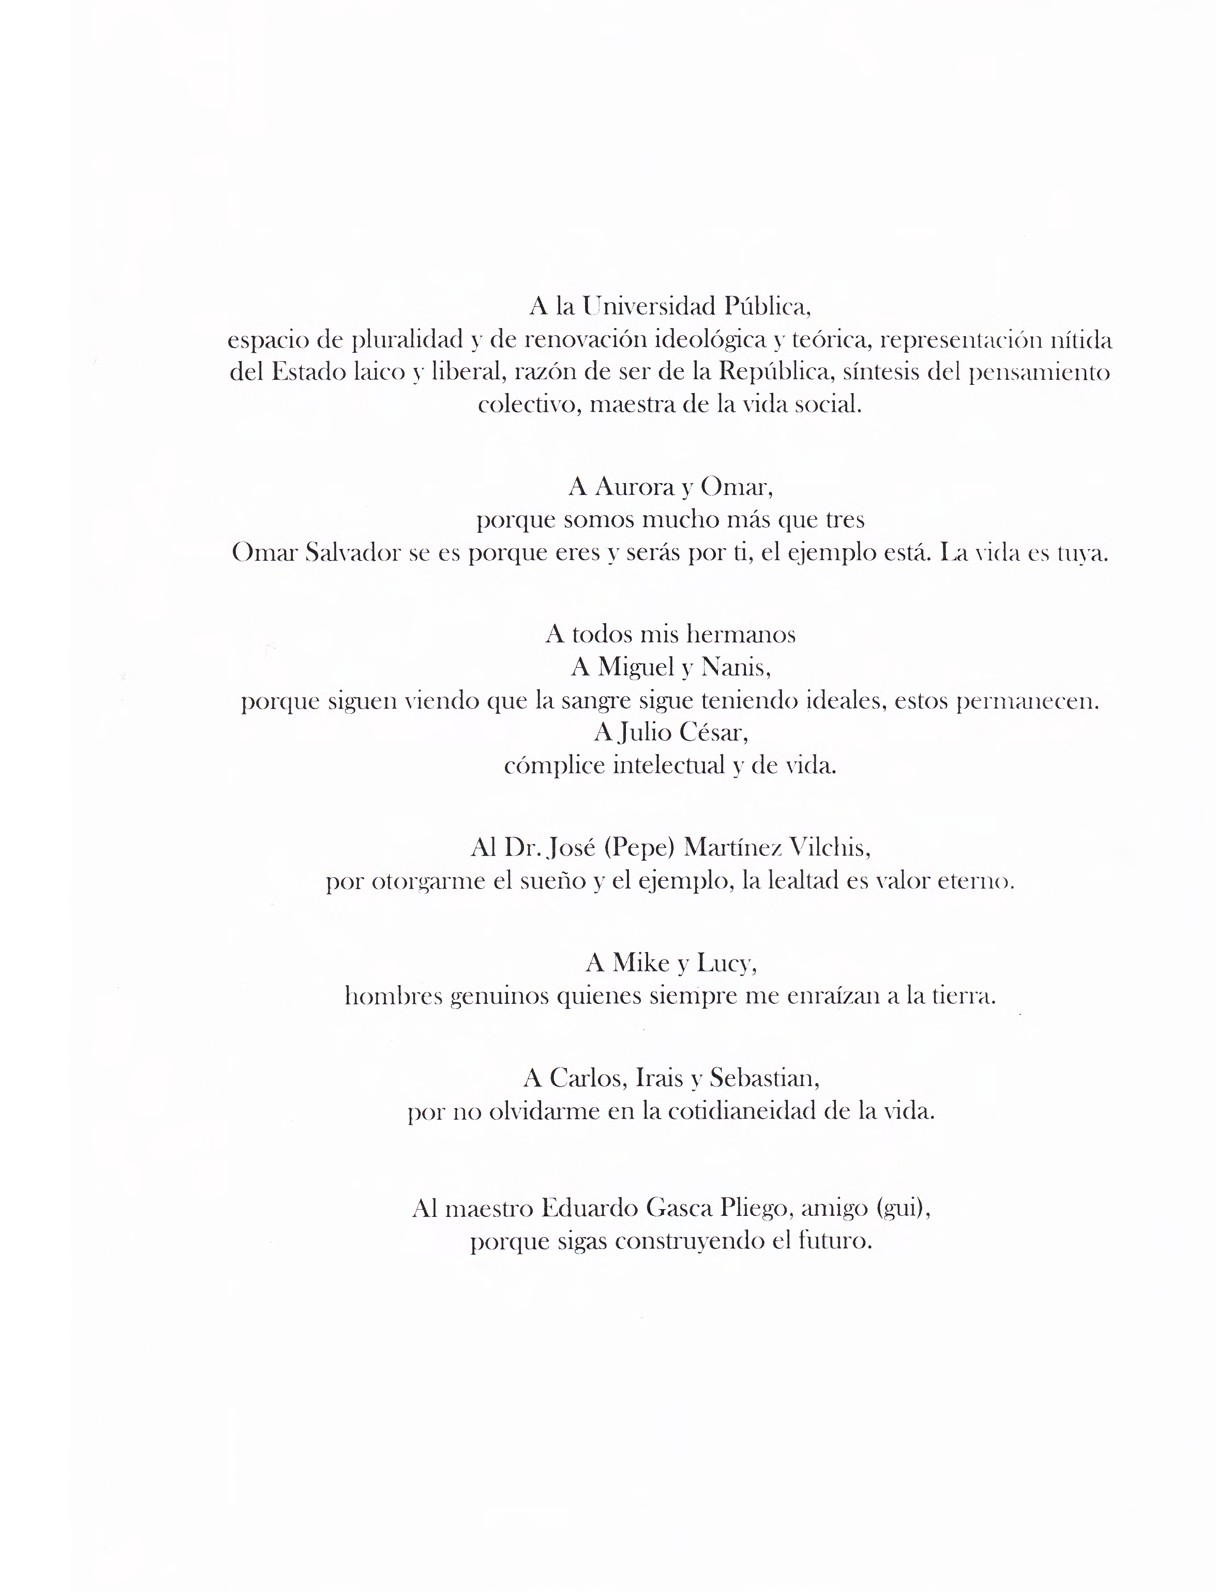 A la Universidad Pública,
espacio de pluralidad y de renovación ideológica y teórica, representación nítida
del Estado laico y liberal, razón de ser de la República, síntesis del pensamiento
colectivo, maestra de la vida social.
A Aurora y Omar,
porque somos mucho más que tres
Omar Salvador se es porque eres y serás por ti, el ejemplo está. La vida es tuya.
A todos mis hermanos
A Miguel y Nanis,
porque siguen viendo que la sangre sigue teniendo ideales, estos permanecen.
A Julio César,
cómplice intelectual y de vida.
Al Dr. José (Pepe) Martínez Vilchis,
por otorgarme el sueño y el ejemplo, la lealtad es valor eterno.
A Mike y Lucy,
hombres genuinos quienes siempre me enraízan a la tierra.
A Carlos, Irais y Sebastian,
por no olvidarme en la cotidianeidad de la vida.
Al maestro Eduardo Gasca Pliego, amigo (gui),
porque sigas construyendo el futuro.